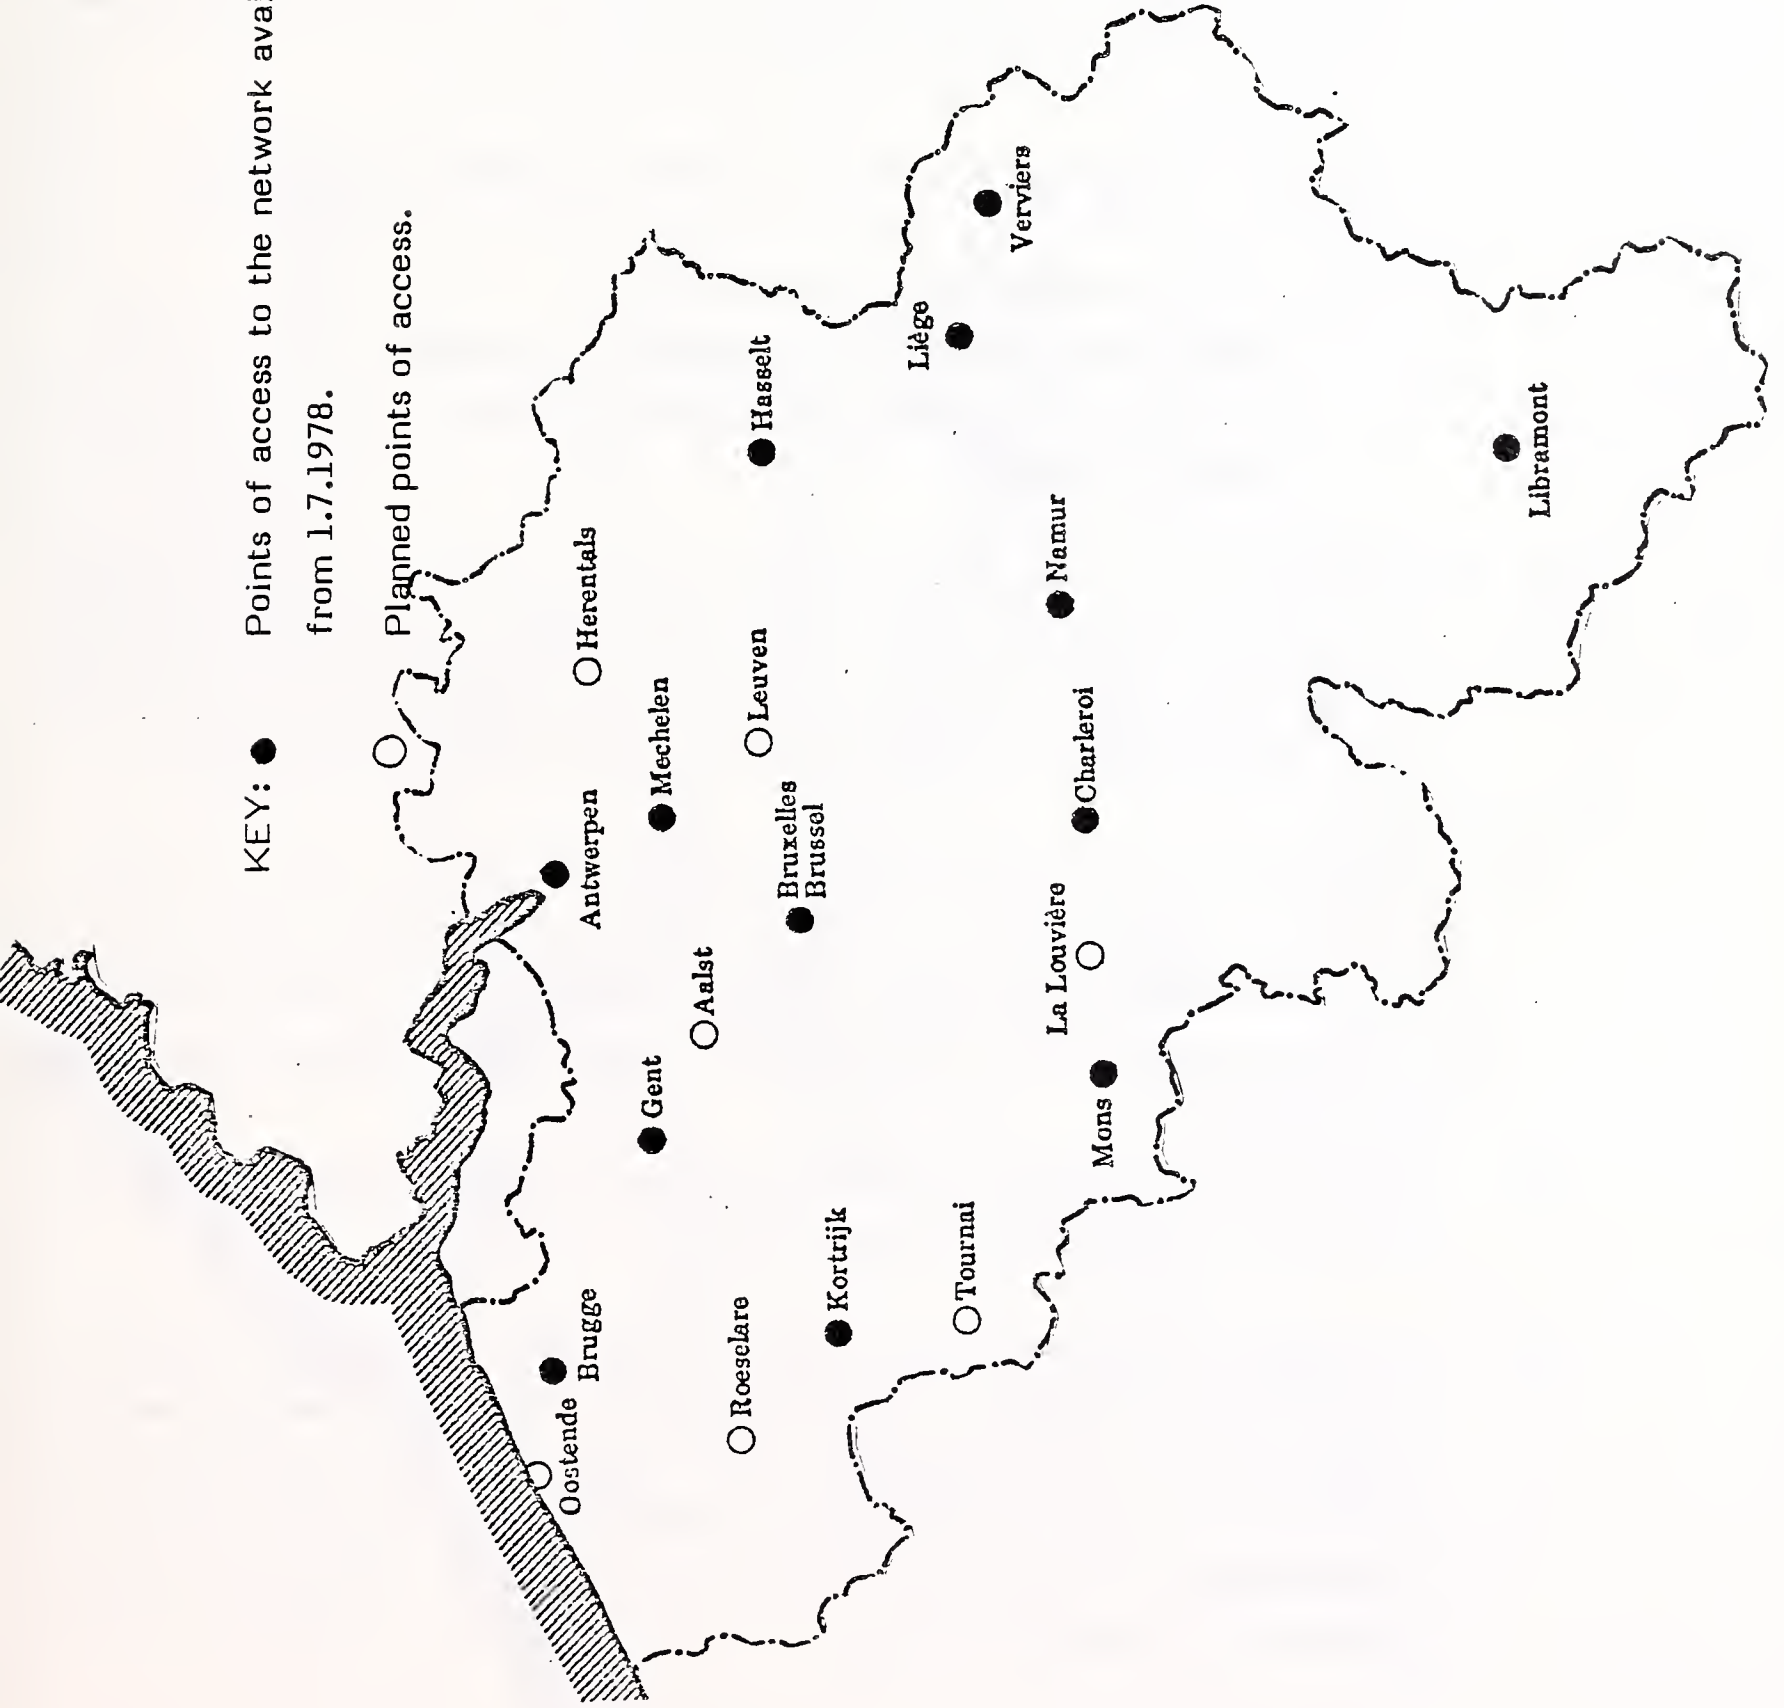 KEY: Points of access to the network ava
from 1.7.1978.
Planned points of access.
Oostende
Brugge
Antwerpen
Herentals
Gent
Mechelen
Aalst
Roeselare
Leuven
Hasselt
Bruxelles
Brussel
Kortrijk
Liège
Tournai
Verviers
La Louvière
Namur
Charleroi
Mons
Libramont